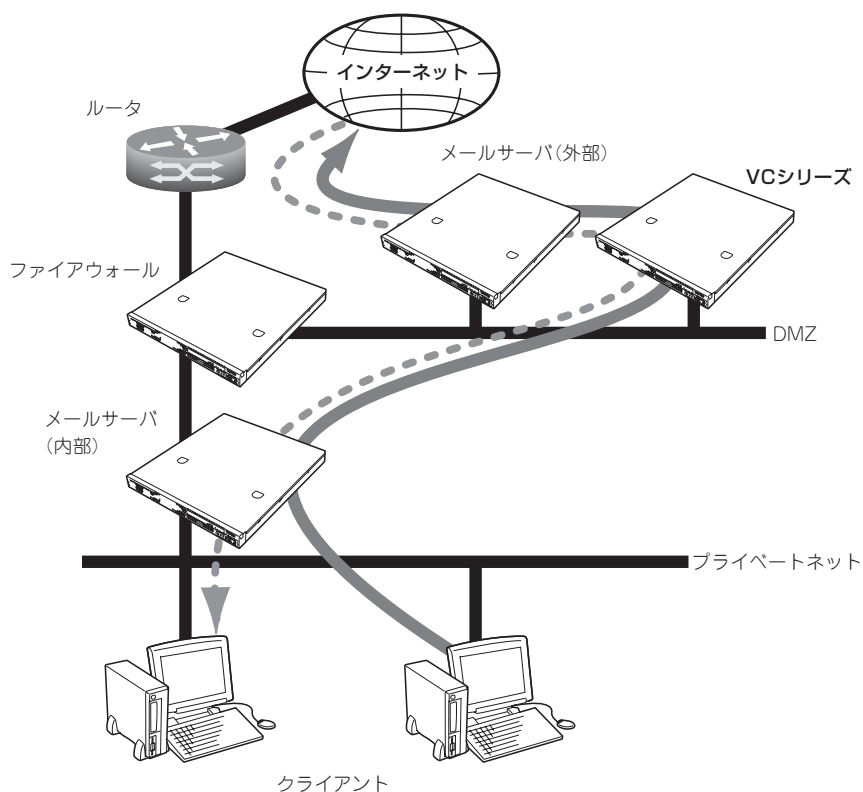 インターネット
ルータ
メールサーバ(外部)
VCシリーズ
ファイアウォール
DMZ
メールサーバ
(内部)
プライベートネット
クライアント